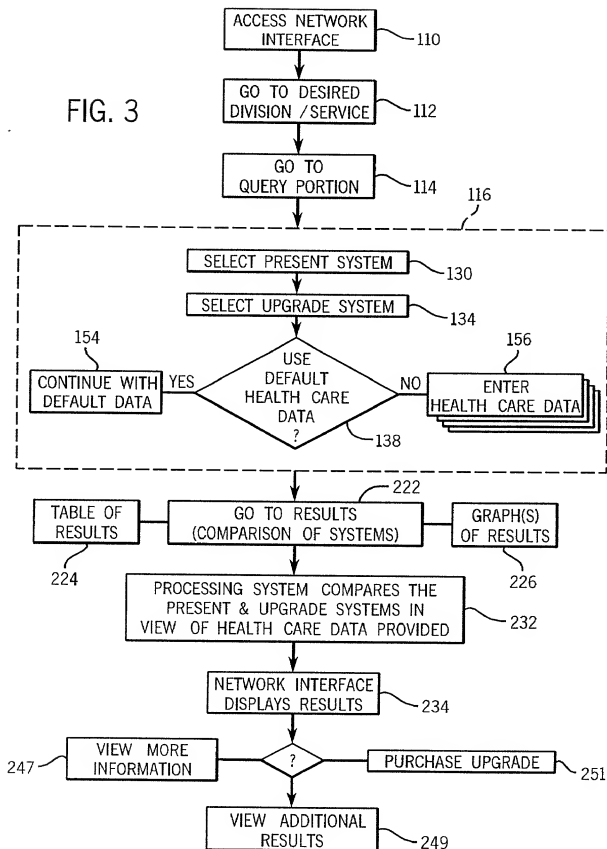 ACCESS NETWORK
INTERFACE
110
FIG. 3
GO TO DESIRED
DIVISION / SERVICE
112
GO TO
QUERY PORTION
114
116
SELECT PRESENT SYSTEM
130
SELECT UPGRADE SYSTEM
134
154
CONTINUE WITH
DEFAULT DATA
YES
USE
DEFAULT
HEALTH CARE
DATA
?
138
NO
156
ENTER
HEALTH CARE DATA
222
TABLE OF
RESULTS
224
GO TO RESULTS
(COMPARISON OF SYSTEMS)
GRAPH(S)
OF RESULTS
226
PROCESSING SYSTEM COMPARES THE
PRESENT & UPGRADE SYSTEMS IN
VIEW OF HEALTH CARE DATA PROVIDED
232
NETWORK INTERFACE
DISPLAYS RESULTS
234
247
VIEW MORE
INFORMATION
?
PURCHASE UPGRADE
251
VIEW ADDITIONAL
RESULTS
249